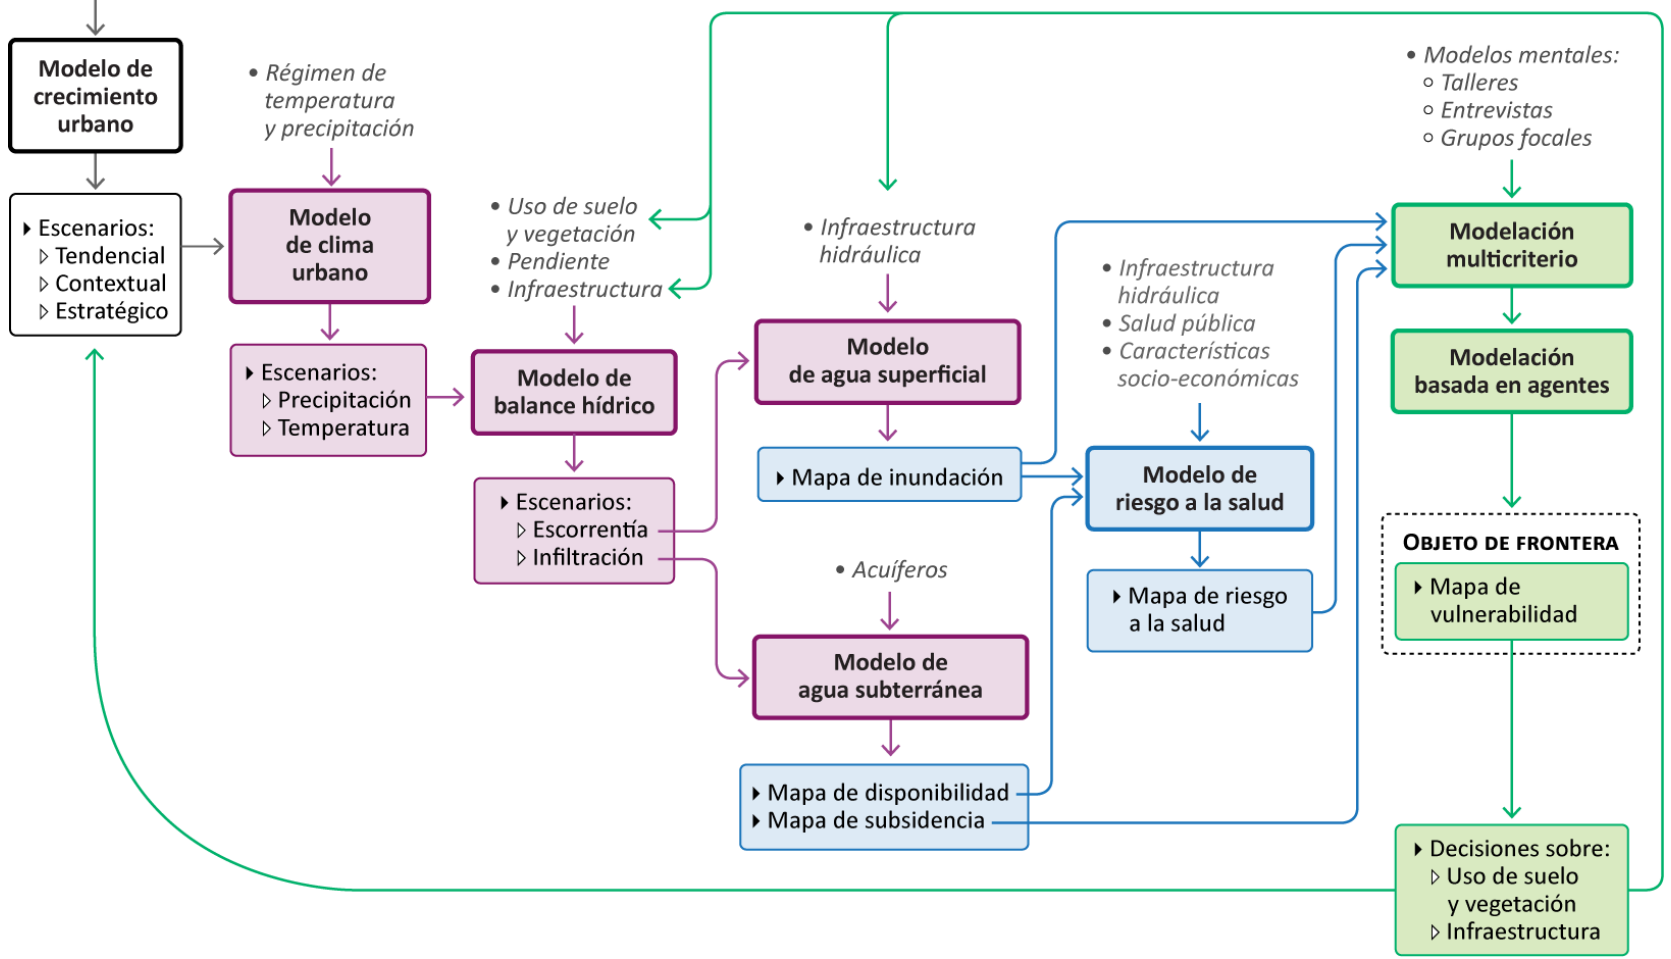 Modelo de
crecimiento
urbano
▸ Escenarios:
▹ Tendencial
▹ Contextual
▹ Estratégico
• Régimen de
temperatura
y precipitación
Modelo
de clima
urbano
▸ Escenarios:
▹ Precipitación
▹ Temperatura
• Uso de suelo
y vegetación
• Pendiente
• Infraestructura
Modelo de
balance hídrico
▸ Escenarios:
▹ Escorrentía
▹ Infiltración
• Infraestructura
hidráulica
Modelo
de agua superficial
▸ Mapa de inundación
• Acuíferos
Modelo de
agua subterránea
▸ Mapa de disponibilidad
▸ Mapa de subsidencia
• Infraestructura
hidráulica
• Salud pública
• Características
socio-económicas
Modelo de
riesgo a la salud
▸ Mapa de riesgo
a la salud
• Modelos mentales:
○ Talleres
○ Entrevistas
○ Grupos focales
Modelación
multicriterio
Modelación
basada en agentes
OBJETO DE FRONTERA
▸ Mapa de
vulnerabilidad
▸ Decisiones sobre:
▹ Uso de suelo
y vegetación
▹ Infraestructura